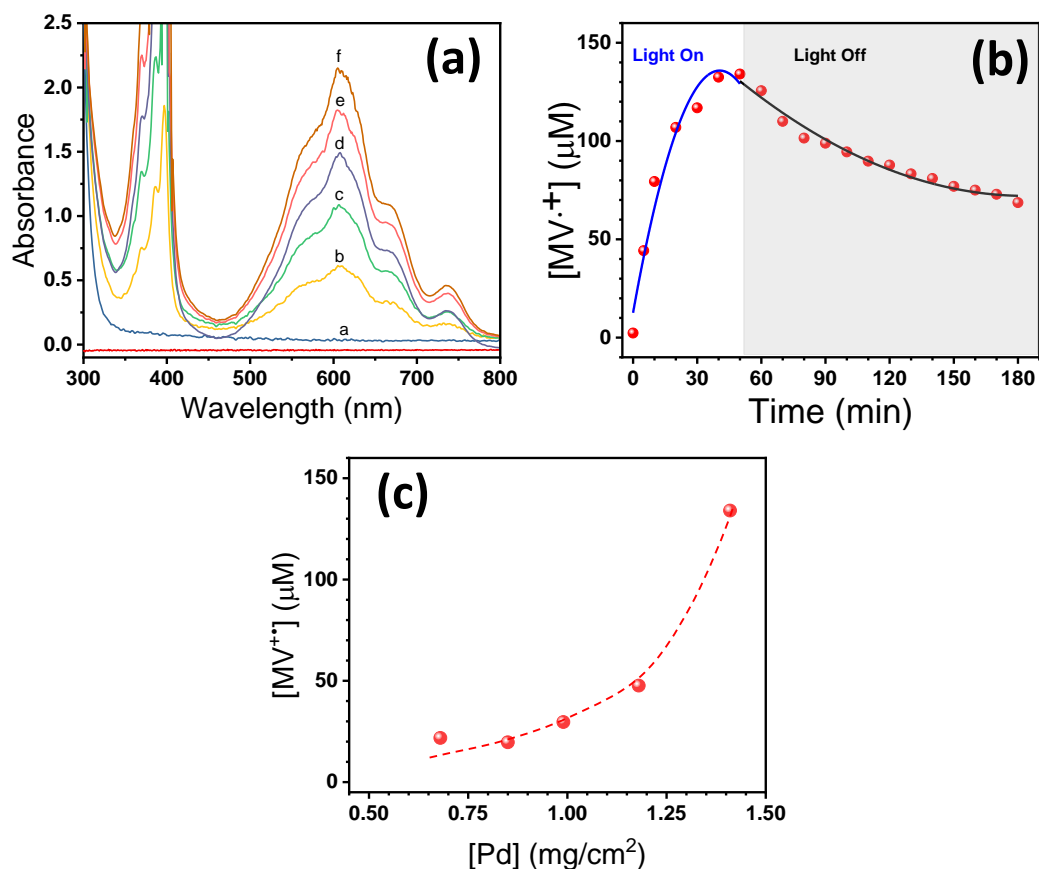 (a)
2.5
2.0
1.5
1.0
0.5
0.0
Absorbance
f
e
d
c
b
a
300 400 500 600 700 800
Wavelength (nm)
(b)
Light On
Light Off
150
100
50
0
[MV·+] (μM)
0 30 60 90 120 150 180
Time (min)
(c)
150
100
50
0
[MV⁺•] (μM)
0.50 0.75 1.00 1.25 1.50
[Pd] (mg/cm²)